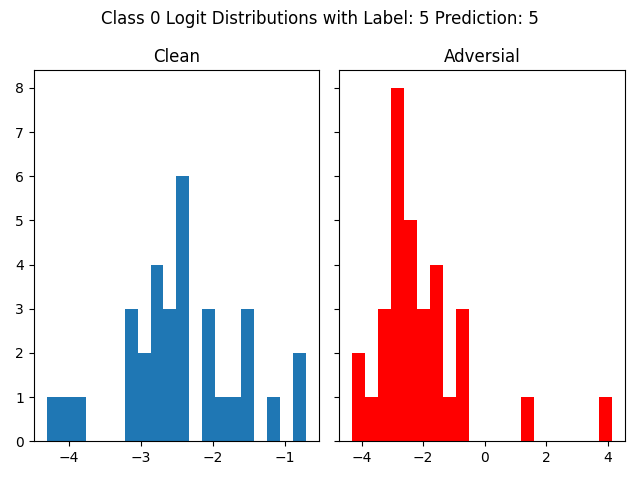 Class 0 Logit Distributions with Label: 5 Prediction: 5
Clean
Adversial
8
7
6
5
4
3
2
1
0
−4 −3 −2 −1
−4 −2 0 2 4